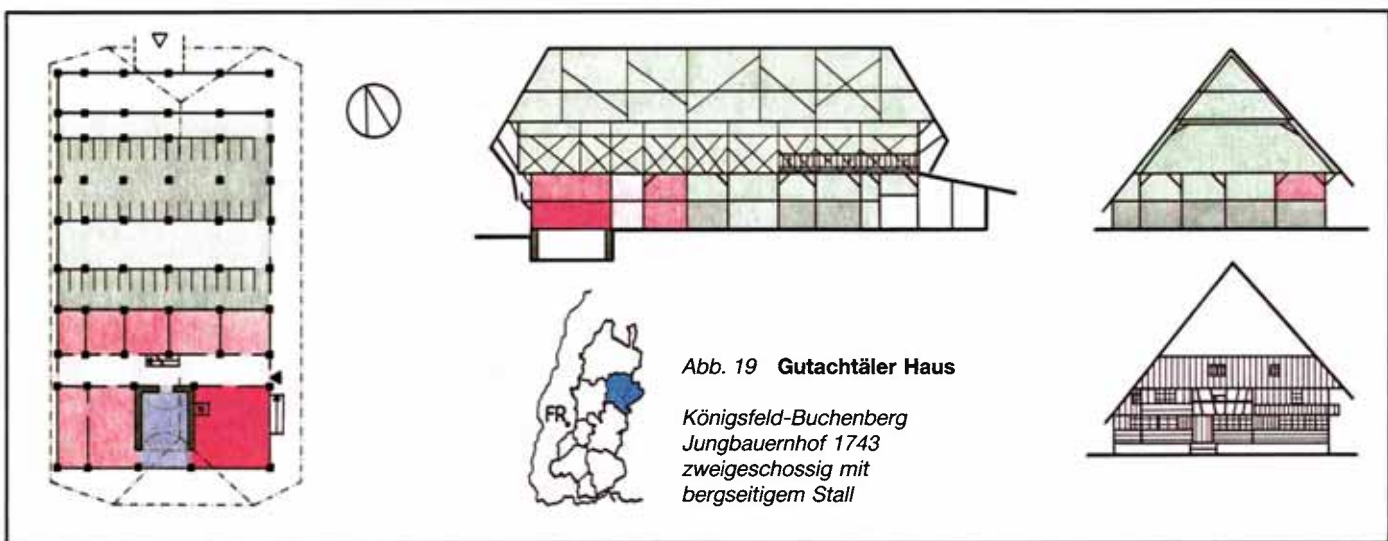 FR.
Abb. 19 Gutachtäler Haus
Königsfeld-Buchenberg
Jungbauernhof 1743
zweigeschossig mit
bergseitigem Stall